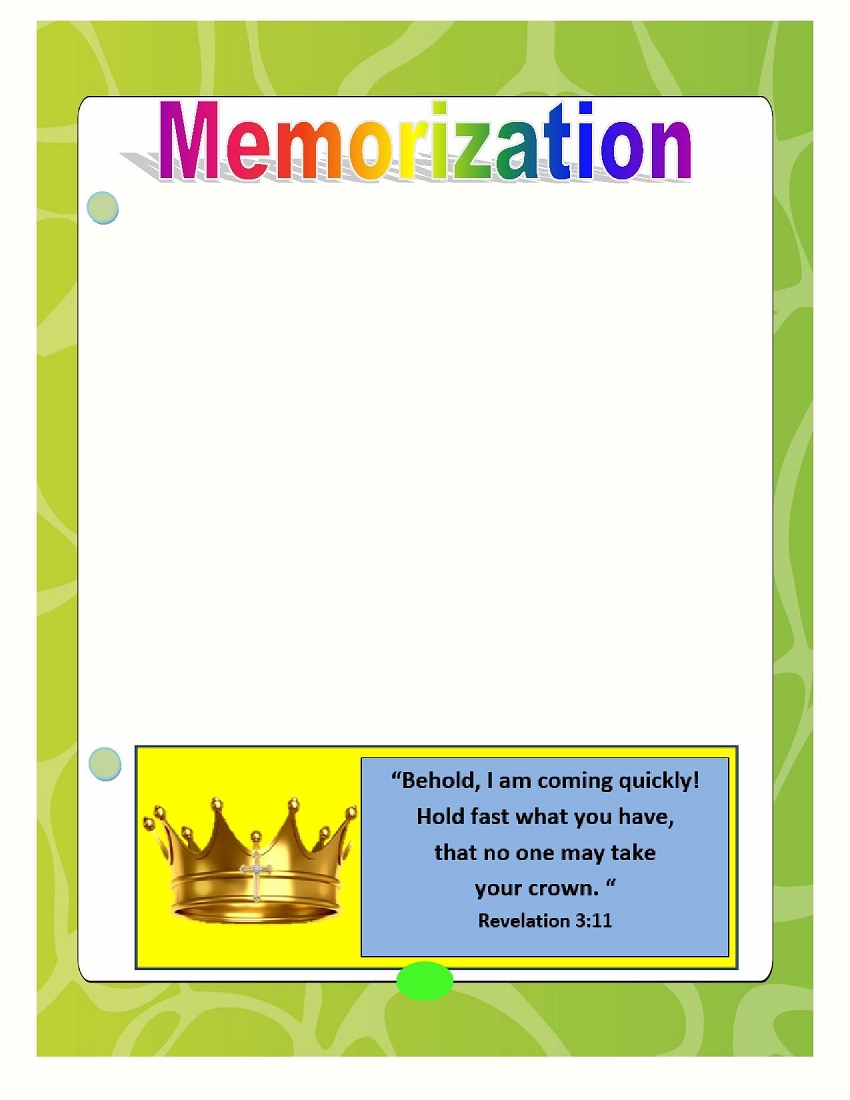 Memorization
“Behold, I am coming quickly!
Hold fast what you have,
that no one may take
your crown. “
Revelation 3:11